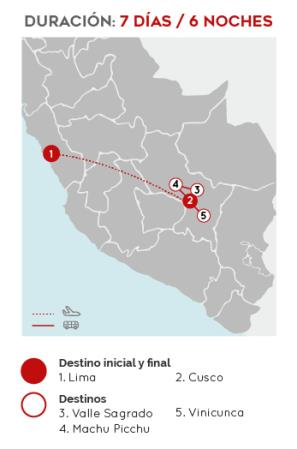 DURACIÓN: 7 DÍAS / 6 NOCHES
1
4
3
2
5
Destino inicial y final
1. Lima 2. Cusco
Destinos
3. Valle Sagrado 5. Vinicunca
4. Machu Picchu